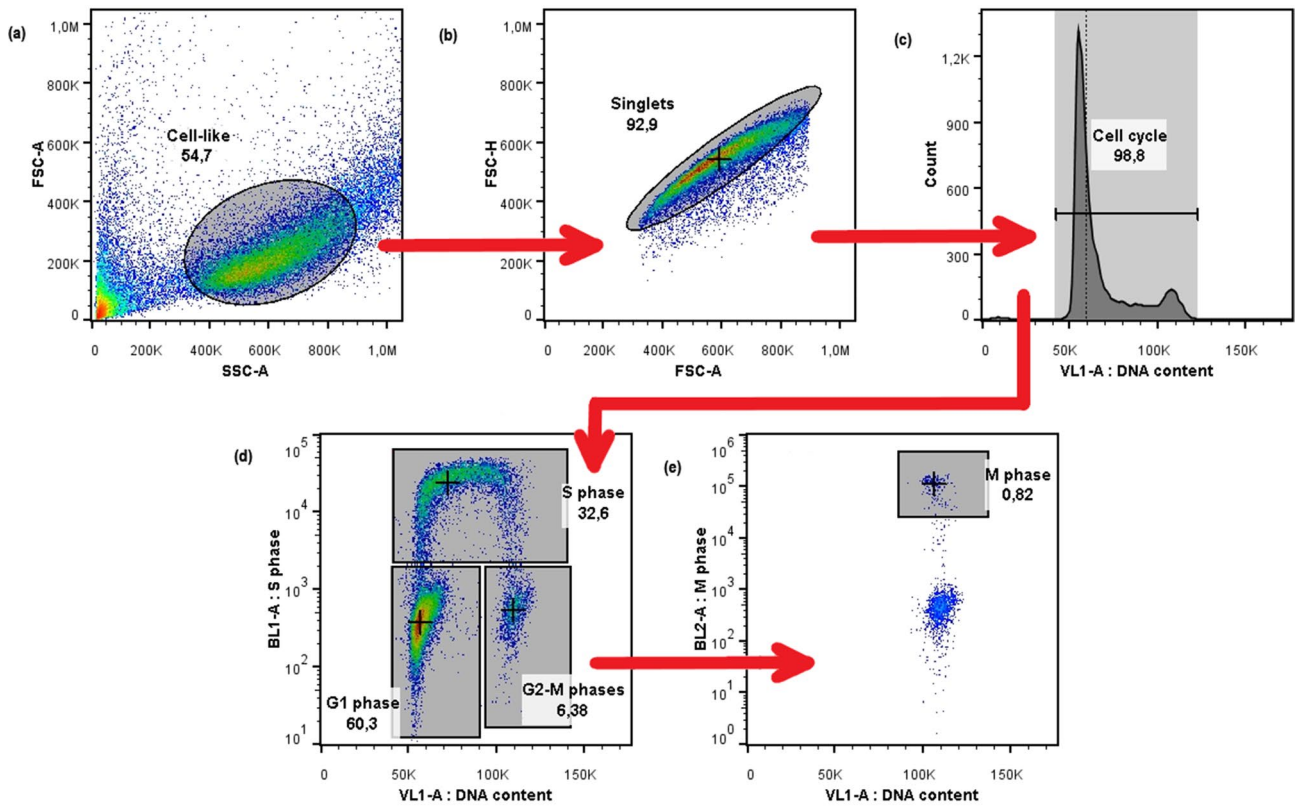 (a)
1,0M
800K
600K
400K
200K
0
FSC-A
Cell-like
54,7
0 200K 400K 600K 800K 1,0M
SSC-A
(b)
1,0M
800K
600K
400K
200K
0
FSC-H
Singlets
92,9
0 400K 600K 800K 1,0M
FSC-A
(c)
1,2K
900
600
300
0
Count
Cell cycle
98,8
0 50K 100K 150K
VL1-A : DNA content
(d)
10^5
10^4
10^3
10^2
10^1
BL1-A : S phase
S phase
32,6
G1 phase
60,3
G2-M phases
6,38
0 50K 100K 150K
VL1-A : DNA content
(e)
10^6
10^5
10^4
10^3
10^2
10^1
10^0
BL2-A : M phase
M phase
0,82
0 50K 100K 150K
VL1-A : DNA content